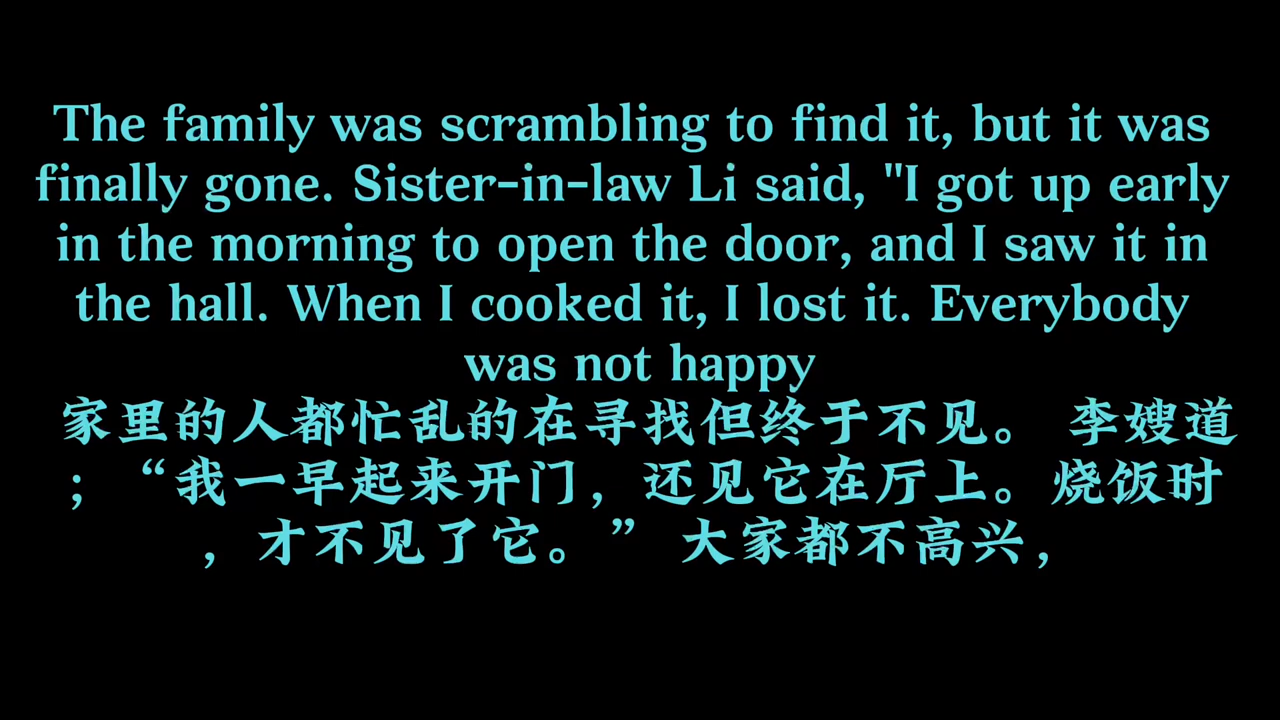 The family was scrambling to find it, but it was
finally gone. Sister-in-law Li said, "I got up early
in the morning to open the door, and I saw it in
the hall. When I cooked it, I lost it. Everybody
was not happy
家里的人都忙乱的在寻找但终于不见。 李嫂道
；“我一早起来开门，还见它在厅上。烧饭时
，才不见了它。” 大家都不高兴，